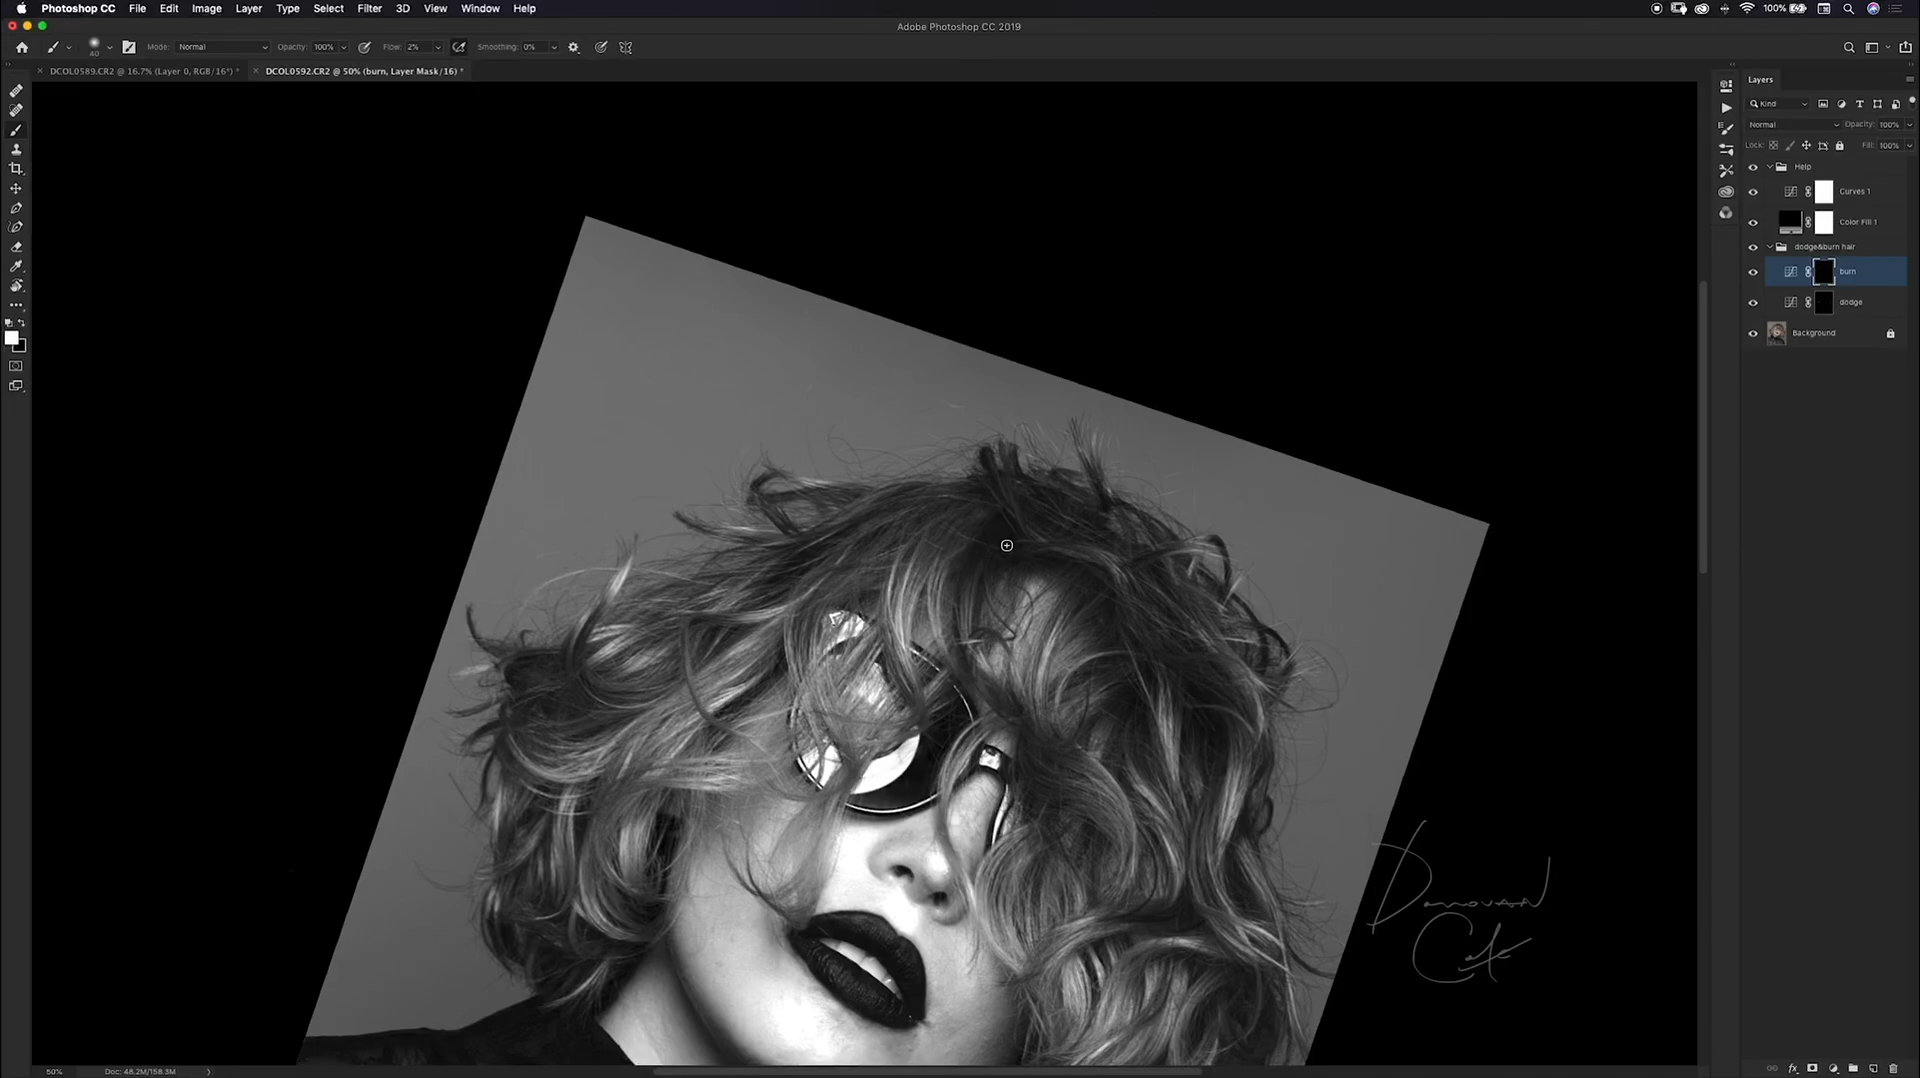 Photoshop CC File Edit Image Layer Type Select Filter 3D View Window Help 100%
Adobe Photoshop CC 2019
40 Mode: Normal Opacity: 100% Flow: 2% Smoothing: 0%
DCOL0589.CR2 @ 16.7% (Layer 0, RGB/16*) * DCOL0592.CR2 @ 50% (burn, Layer Mask/16) *
Layers
Kind
Normal Opacity: 100%
Lock: Fill: 100%
Help
Curves 1
Color Fill 1
dodge&burn hair
burn
dodge
Background
50% Doc: 48.2M/158.3M